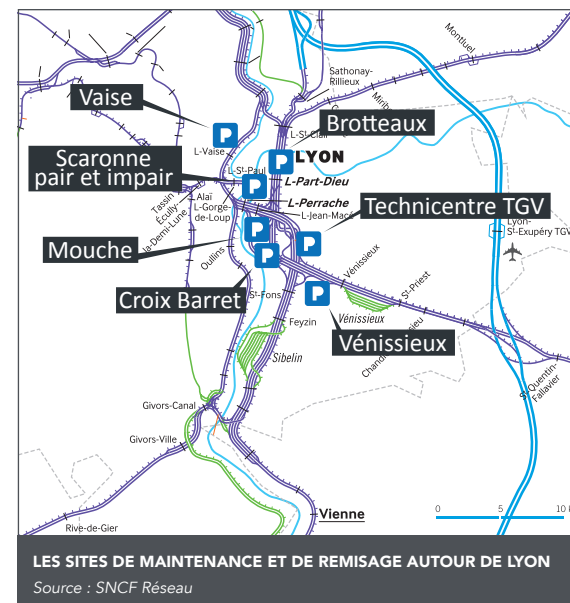 Montluel
Sathonay-
Rillieux
Vaise
P
L-Vaise
L-St-Clair
Brotteaux
P
LYON
Scaronne
pair et impair
L-St-Paul
P
L-Part-Dieu
L-Perrache
L-Jean-Macé
Tassin
Écully-
la-Demi-Lune
Alaï
L-Gorge-
de-Loup
Technicentre TGV
Lyon-
St-Exupéry TGV
Mouche
P
P
P
Oullins
Croix Barret
St-Fons
Vénissieux
P
St-Priest
Vénissieux
Vénissieux
Feyzin
Sibelin
St-Quentin-
Fallavier
Givors-Canal
Givors-Ville
Vienne
Rive-de-Gier
0 5 10
LES SITES DE MAINTENANCE ET DE REMISAGE AUTOUR DE LYON
Source : SNCF Réseau